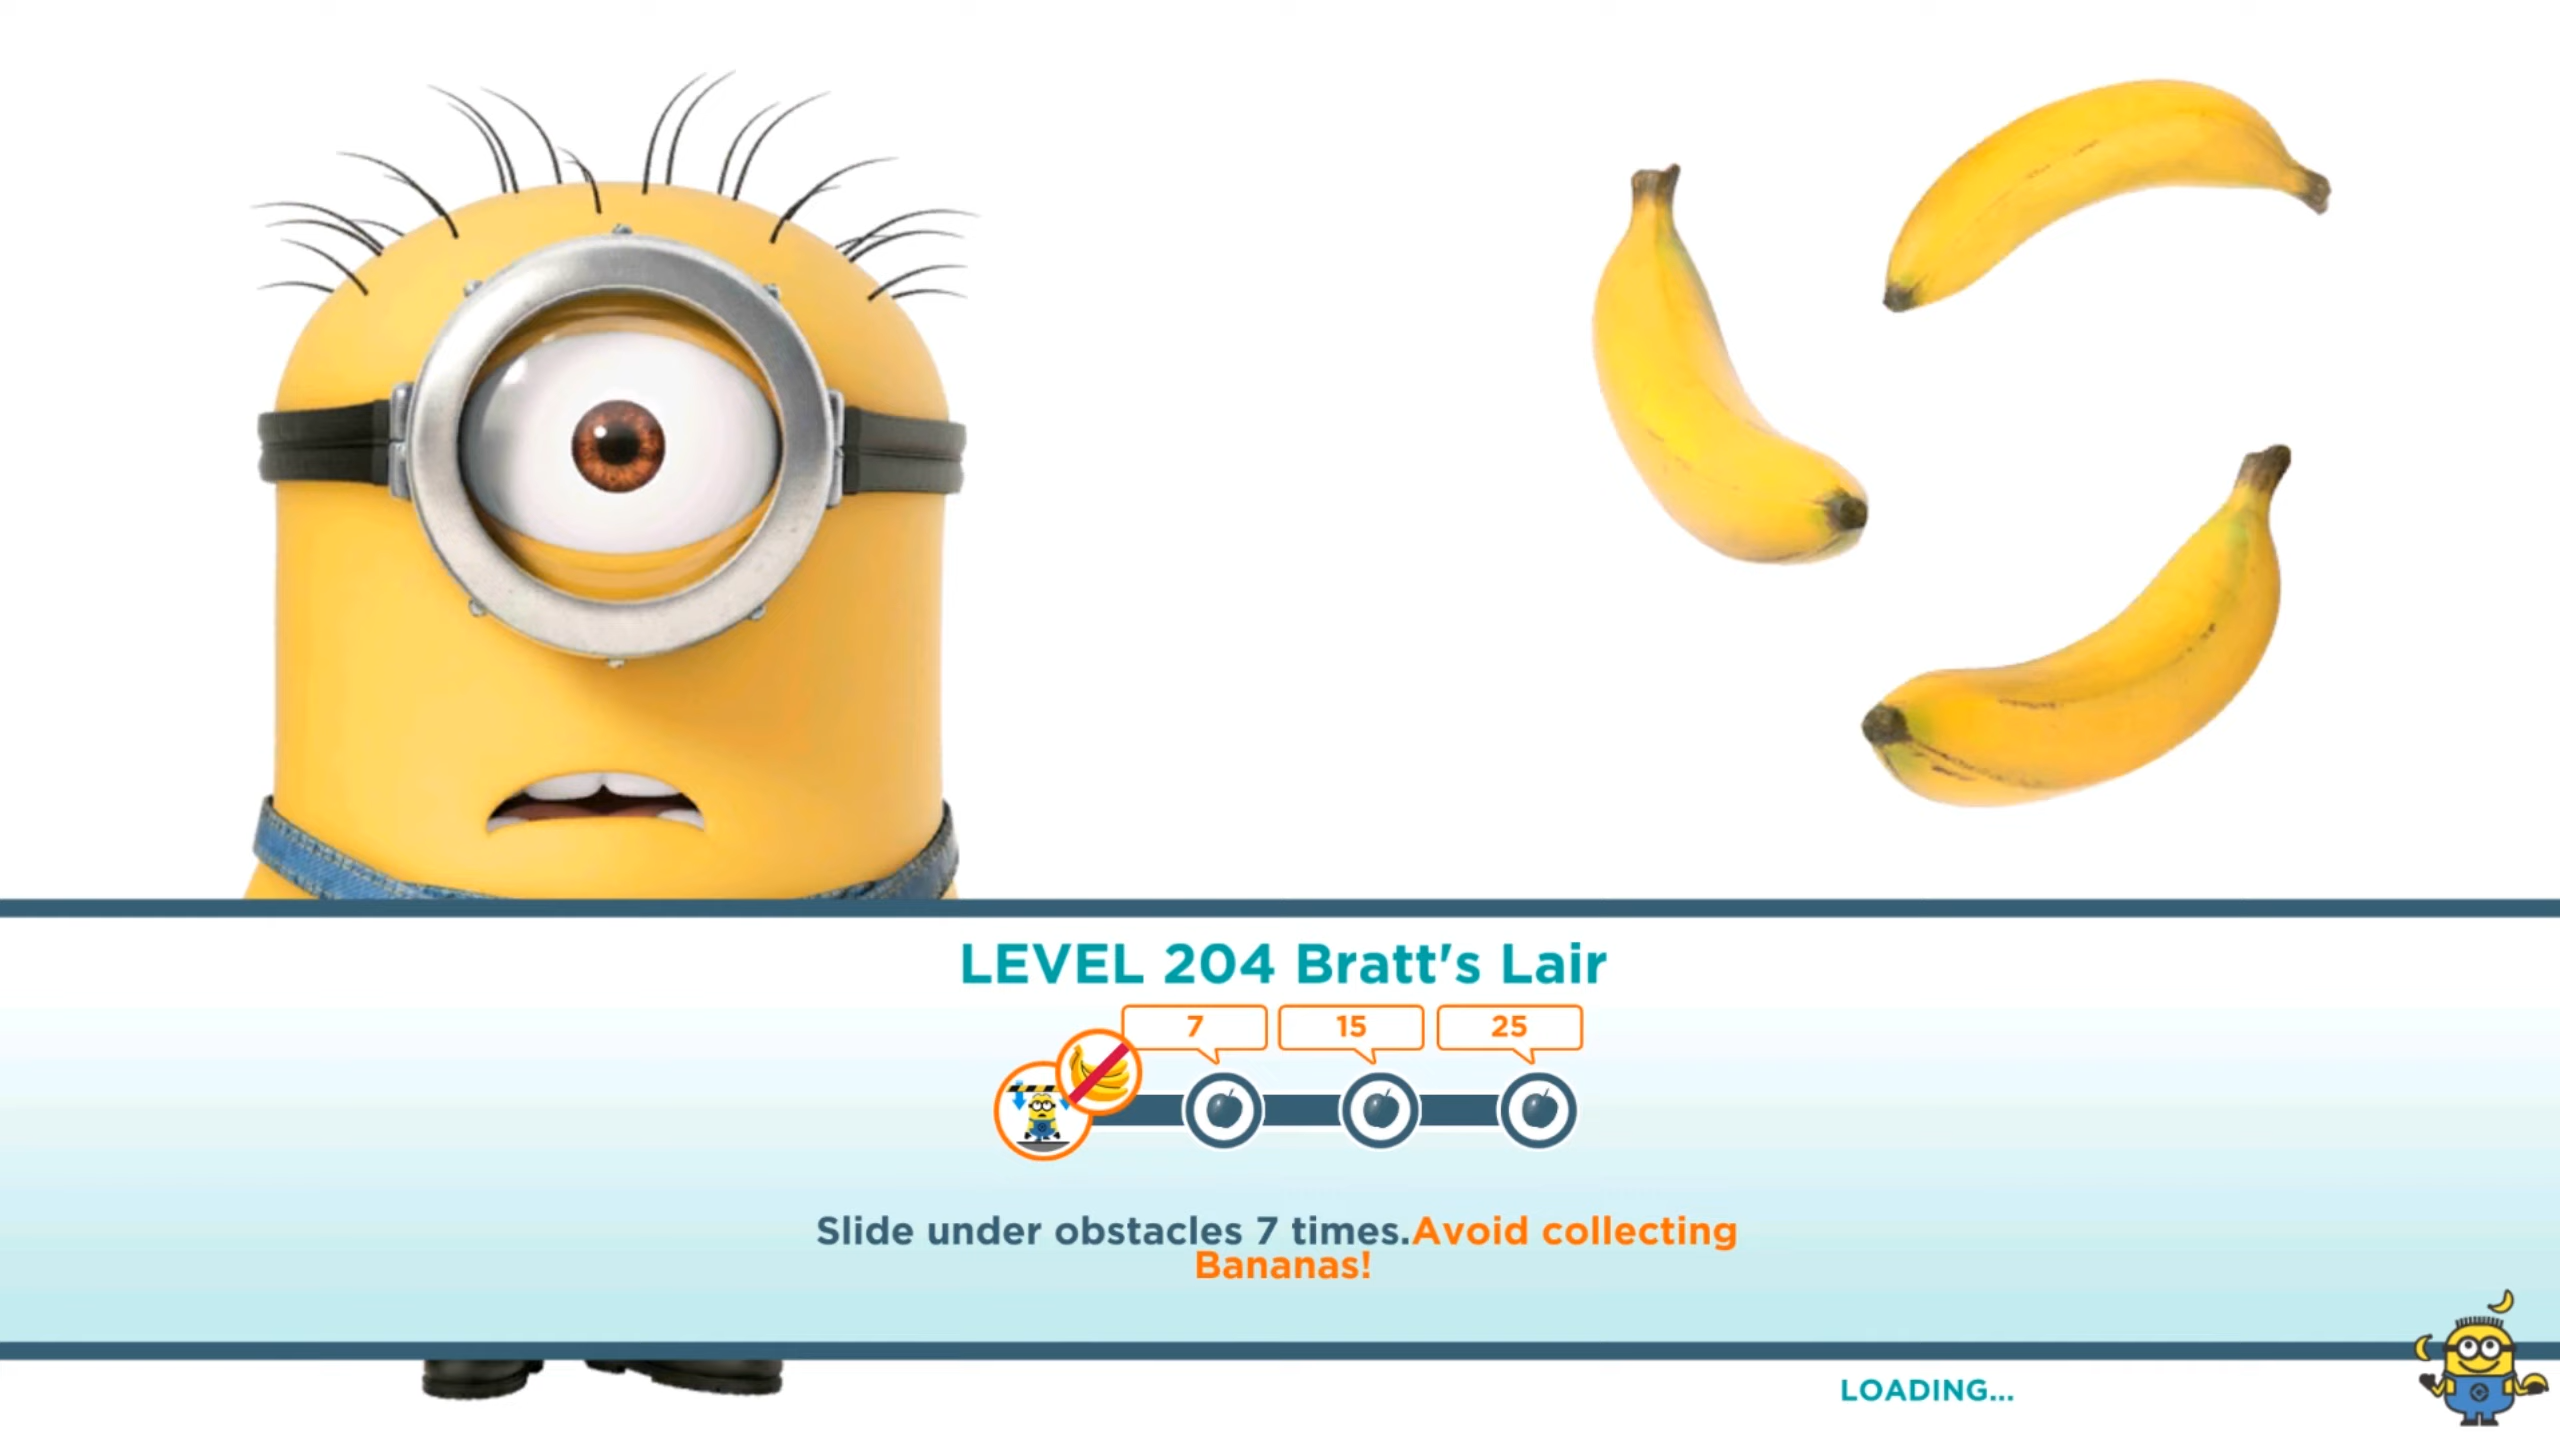 LEVEL 204 Bratt's Lair
7 15 25
Slide under obstacles 7 times.Avoid collecting
Bananas!
LOADING...